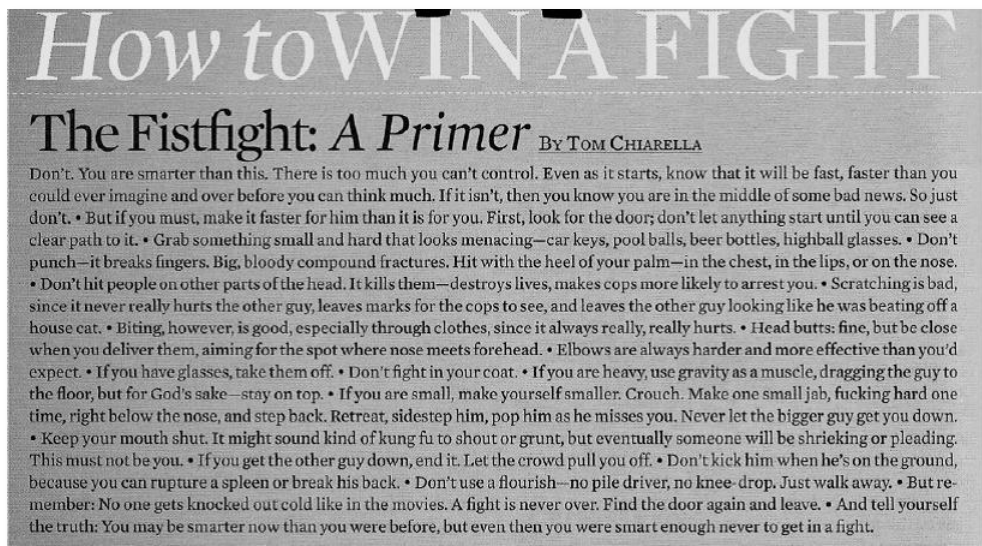 How to WIN A FIGHT
The Fistfight: A Primer BY TOM CHIARELLA
Don't. You are smarter than this. There is too much you can't control. Even as it starts, know that it will be fast, faster than you
could ever imagine and over before you can think much. If it isn't, then you know you are in the middle of some bad news. So just
don't. • But if you must, make it faster for him than it is for you. First, look for the door; don't let anything start until you can see a
clear path to it. • Grab something small and hard that looks menacing—car keys, pool balls, beer bottles, highball glasses. • Don't
punch—it breaks fingers. Big, bloody compound fractures. Hit with the heel of your palm—in the chest, in the lips, or on the nose.
• Don't hit people on other parts of the head. It kills them—destroys lives, makes cops more likely to arrest you. • Scratching is bad,
since it never really hurts the other guy, leaves marks for the cops to see, and leaves the other guy looking like he was beating off a
house cat. • Biting, however, is good, especially through clothes, since it always really, really hurts. • Head butts: fine, but be close
when you deliver them, aiming for the spot where nose meets forehead. • Elbows are always harder and more effective than you'd
expect. • If you have glasses, take them off. • Don't fight in your coat. • If you are heavy, use gravity as a muscle, dragging the guy to
the floor, but for God's sake—stay on top. • If you are small, make yourself smaller. Crouch. Make one small jab, fucking hard one
time, right below the nose, and step back. Retreat, sidestep him, pop him as he misses you. Never let the bigger guy get you down.
• Keep your mouth shut. It might sound kind of kung fu to shout or grunt, but eventually someone will be shrieking or pleading.
This must not be you. • If you get the other guy down, end it. Let the crowd pull you off. • Don't kick him when he's on the ground,
because you can rupture a spleen or break his back. • Don't use a flourish—no pile driver, no knee-drop. Just walk away. • But re-
member: No one gets knocked out cold like in the movies. A fight is never over. Find the door again and leave. • And tell yourself
the truth: You may be smarter now than you were before, but even then you were smart enough never to get in a fight.